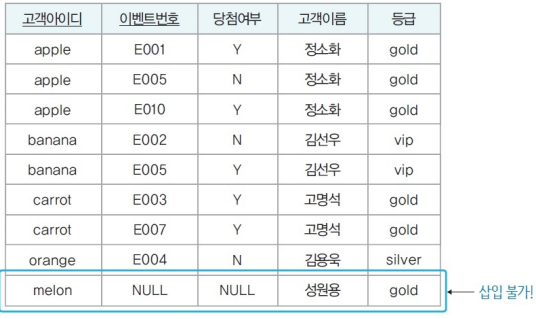 고객아이디 이벤트번호 당첨여부 고객이름 등급
apple E001 Y 정소화 gold
apple E005 N 정소화 gold
apple E010 Y 정소화 gold
banana E002 N 김선우 vip
banana E005 Y 김선우 vip
carrot E003 Y 고명석 gold
carrot E007 Y 고명석 gold
orange E004 N 김용욱 silver
melon NULL NULL 성원용 gold 삽입 불가!